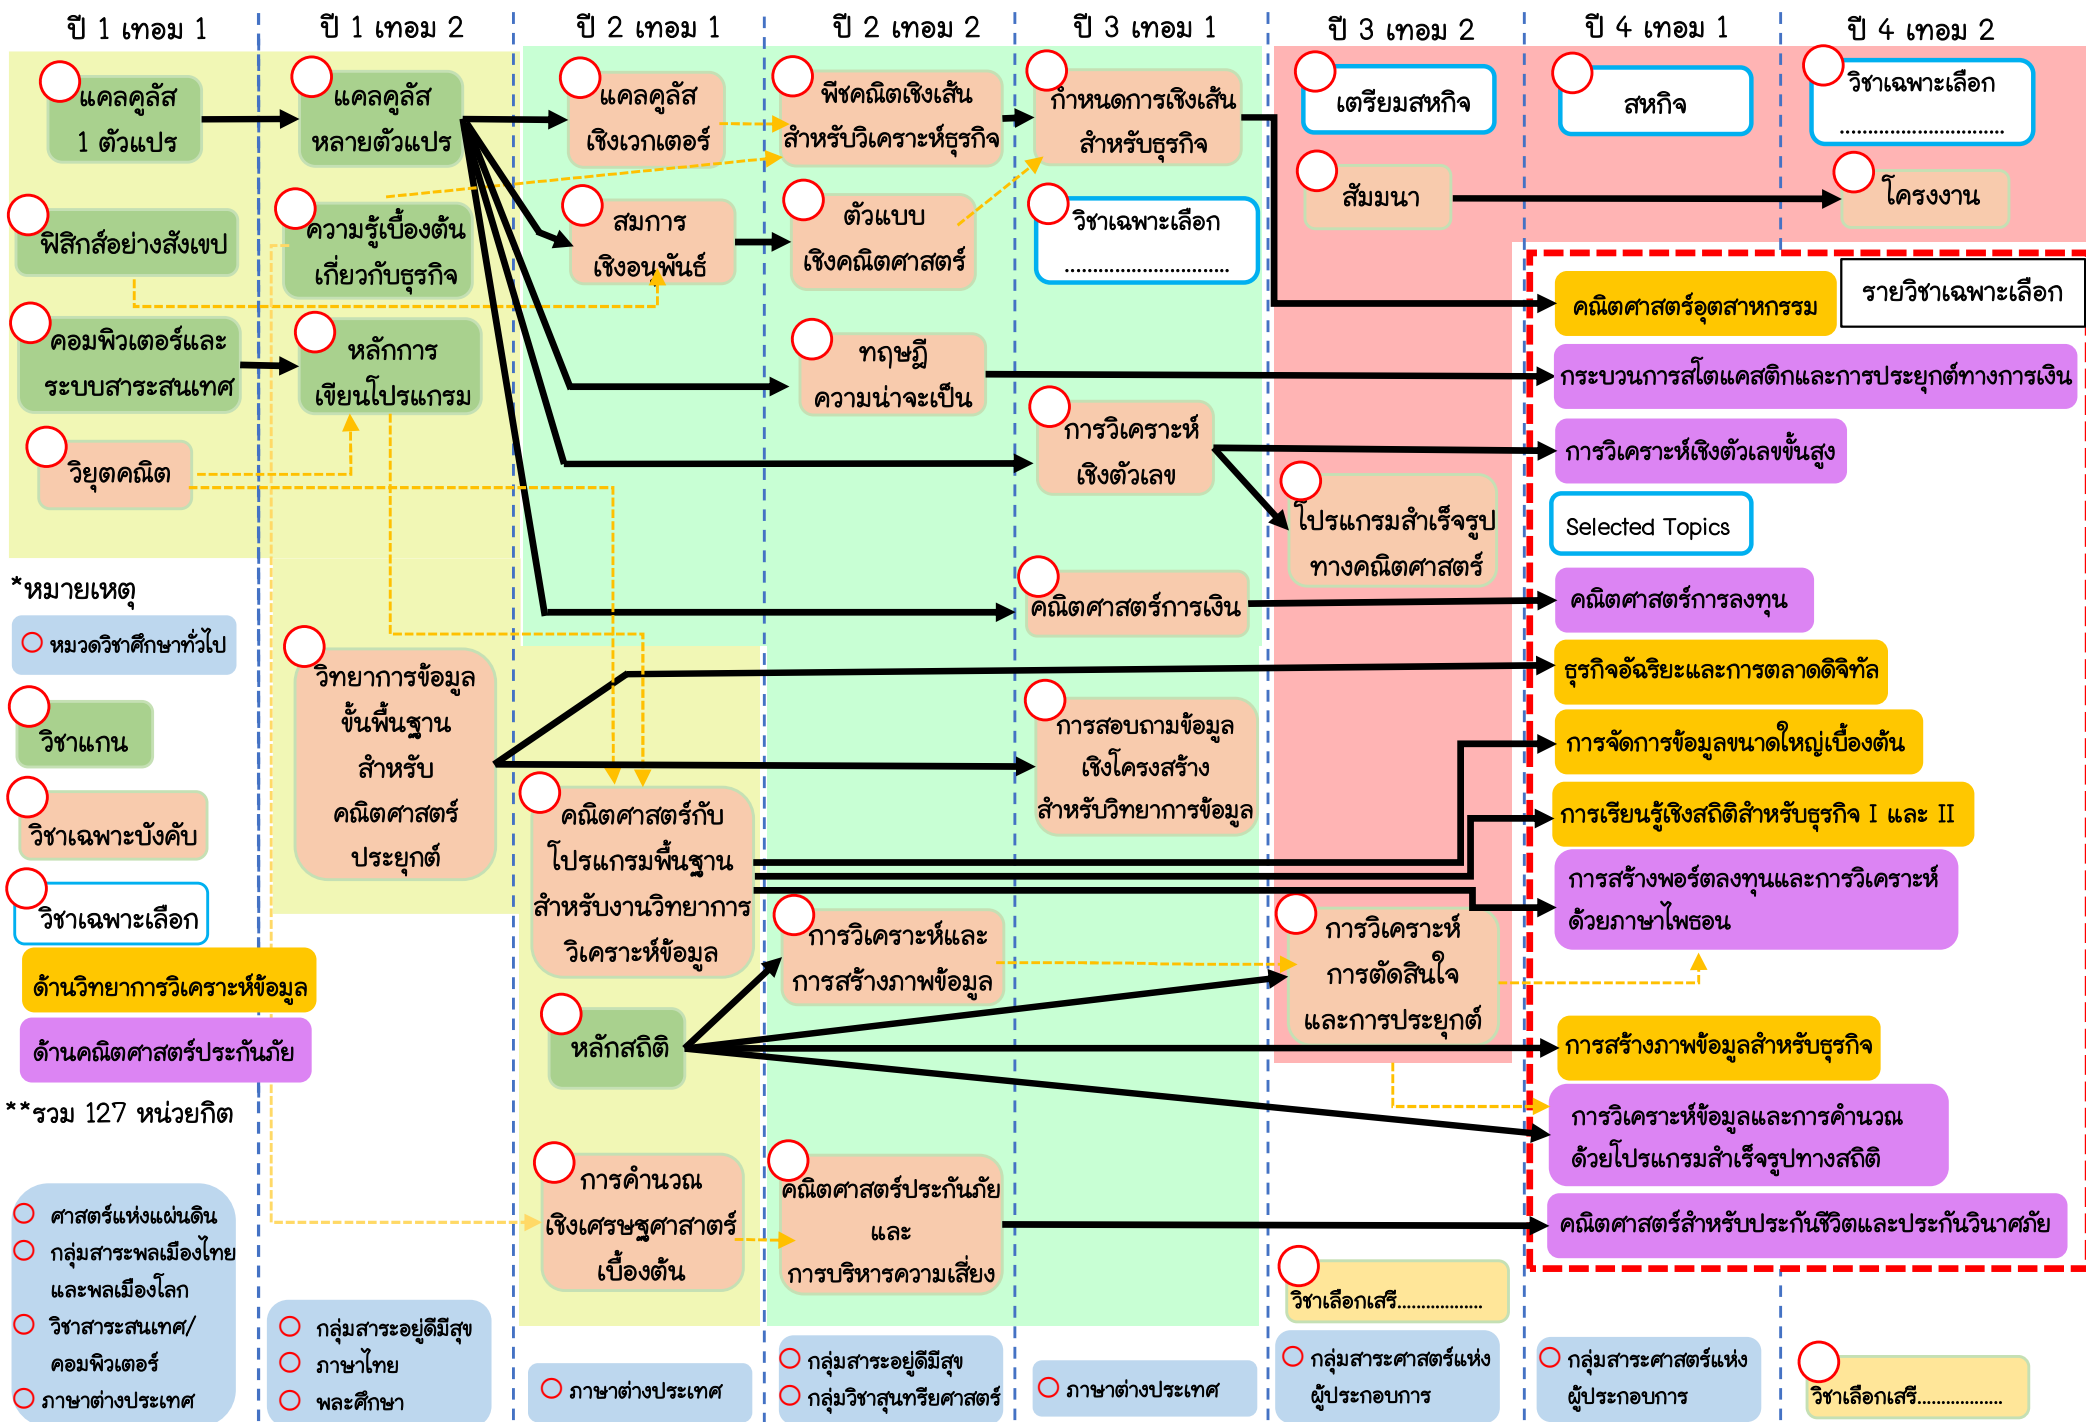 ปี 1 เทอม 1
ปี 1 เทอม 2
ปี 2 เทอม 1
ปี 2 เทอม 2
ปี 3 เทอม 1
ปี 3 เทอม 2
ปี 4 เทอม 1
ปี 4 เทอม 2
แคลคูลัส
1 ตัวแปร
ฟิสิกส์อย่างสังเขป
คอมพิวเตอร์และ
ระบบสาระสนเทศ
วิยุตคณิต
*หมายเหตุ
หมวดวิชาศึกษาทั่วไป
วิชาแกน
วิชาเฉพาะบังคับ
วิชาเฉพาะเลือก
ด้านวิทยาการวิเคราะห์ข้อมูล
ด้านคณิตศาสตร์ประกันภัย
**รวม 127 หน่วยกิต
ศาสตร์แห่งแผ่นดิน
กลุ่มสาระพลเมืองไทย
และพลเมืองโลก
วิชาสาระสนเทศ/
คอมพิวเตอร์
ภาษาต่างประเทศ
แคลคูลัส
หลายตัวแปร
ความรู้เบื้องต้น
เกี่ยวกับธุรกิจ
หลักการ
เขียนโปรแกรม
วิทยาการข้อมูล
ขั้นพื้นฐาน
สำหรับ
คณิตศาสตร์
ประยุกต์
กลุ่มสาระอยู่ดีมีสุข
ภาษาไทย
พละศึกษา
แคลคูลัส
เชิงเวกเตอร์
สมการ
เชิงอนุพันธ์
คณิตศาสตร์กับ
โปรแกรมพื้นฐาน
สำหรับงานวิทยาการ
วิเคราะห์ข้อมูล
หลักสถิติ
การคำนวณ
เชิงเศรษฐศาสาตร์
เบื้องต้น
ภาษาต่างประเทศ
พีชคณิตเชิงเส้น
สำหรับวิเคราะห์ธุรกิจ
ตัวแบบ
เชิงคณิตศาสตร์
ทฤษฎี
ความน่าจะเป็น
การวิเคราะห์และ
การสร้างภาพข้อมูล
คณิตศาสตร์ประกันภัย
และ
การบริหารความเสี่ยง
กลุ่มสาระอยู่ดีมีสุข
กลุ่มวิชาสุนทรียศาสตร์
กำหนดการเชิงเส้น
สำหรับธุรกิจ
วิชาเฉพาะเลือก
.............................
การวิเคราะห์
เชิงตัวเลข
คณิตศาสตร์การเงิน
การสอบถามข้อมูล
เชิงโครงสร้าง
สำหรับวิทยาการข้อมูล
ภาษาต่างประเทศ
เตรียมสหกิจ
สัมมนา
โปรแกรมสำเร็จรูป
ทางคณิตศาสตร์
การวิเคราะห์
การตัดสินใจ
และการประยุกต์
วิชาเลือกเสรี..................
กลุ่มสาระศาสตร์แห่ง
ผู้ประกอบการ
สหกิจ
วิชาเฉพาะเลือก
.............................
โครงงาน
รายวิชาเฉพาะเลือก
คณิตศาสตร์อุตสาหกรรม
กระบวนการสโตแคสติกและการประยุกต์ทางการเงิน
การวิเคราะห์เชิงตัวเลขขั้นสูง
Selected Topics
คณิตศาสตร์การลงทุน
ธุรกิจอัฉริยะและการตลาดดิจิทัล
การจัดการข้อมูลขนาดใหญ่เบื้องต้น
การเรียนรู้เชิงสถิติสำหรับธุรกิจ I และ II
การสร้างพอร์ตลงทุนและการวิเคราะห์
ด้วยภาษาไพธอน
การสร้างภาพข้อมูลสำหรับธุรกิจ
การวิเคราะห์ข้อมูลและการคำนวณ
ด้วยโปรแกรมสำเร็จรูปทางสถิติ
คณิตศาสตร์สำหรับประกันชีวิตและประกันวินาศภัย
กลุ่มสาระศาสตร์แห่ง
ผู้ประกอบการ
วิชาเลือกเสรี..................